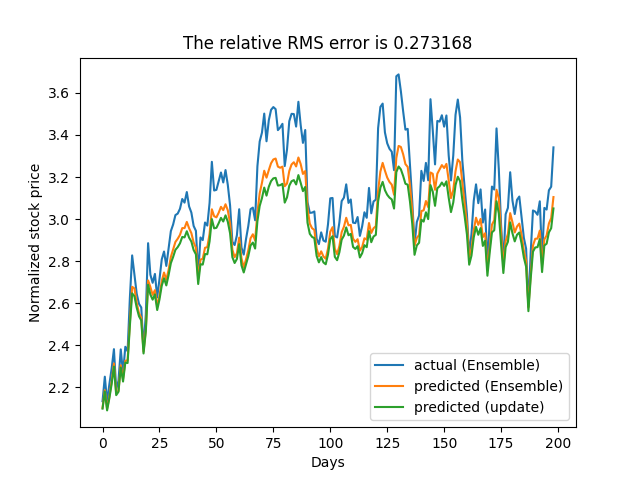 The relative RMS error is 0.273168
3.6
3.4
3.2
3.0
2.8
2.6
2.4
2.2
Normalized stock price
actual (Ensemble)
predicted (Ensemble)
predicted (update)
0 25 50 75 100 125 150 175 200
Days